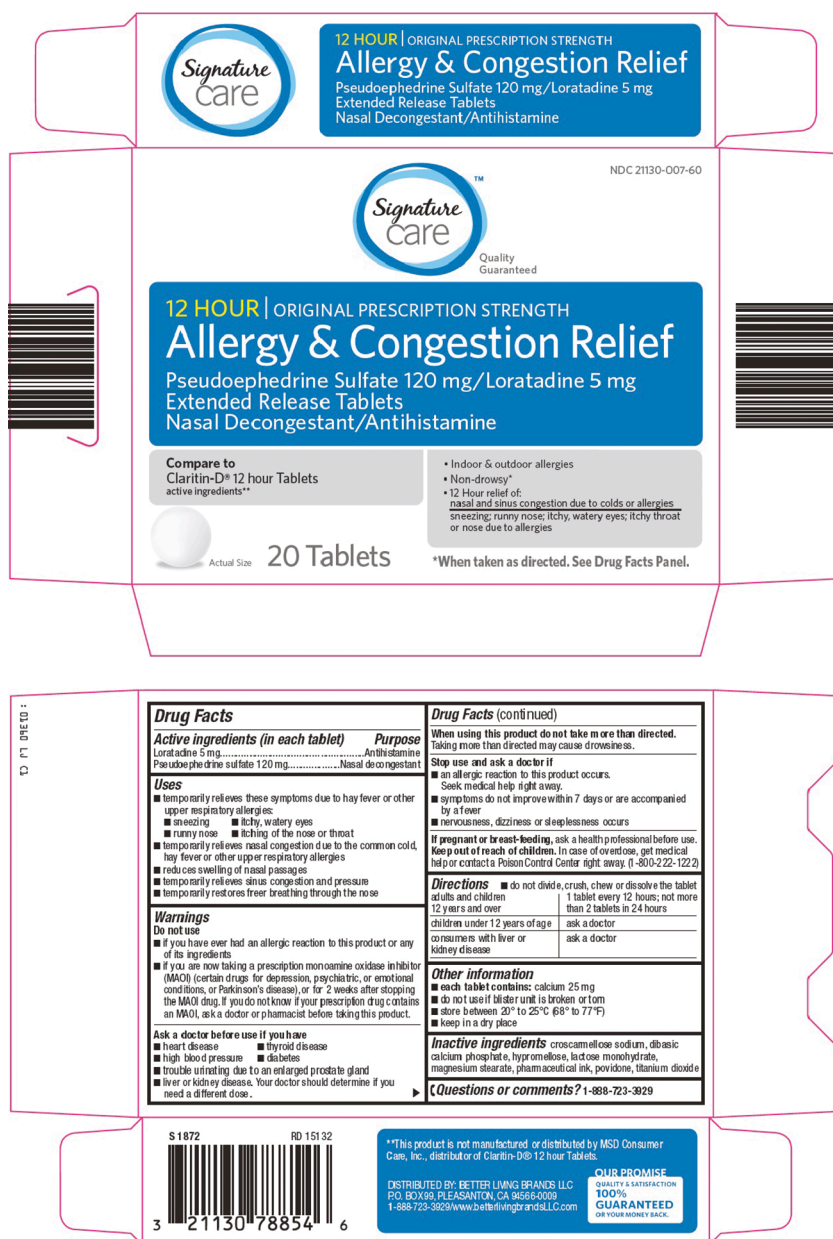 Signature
care
12 HOUR | ORIGINAL PRESCRIPTION STRENGTH
Allergy & Congestion Relief
Pseudoephedrine Sulfate 120 mg/Loratadine 5 mg
Extended Release Tablets
Nasal Decongestant/Antihistamine
NDC 21130-007-60
Signature
care
™
Quality
Guaranteed
12 HOUR | ORIGINAL PRESCRIPTION STRENGTH
Allergy & Congestion Relief
Pseudoephedrine Sulfate 120 mg/Loratadine 5 mg
Extended Release Tablets
Nasal Decongestant/Antihistamine
Compare to
Claritin-D® 12 hour Tablets
active ingredients**
• Indoor & outdoor allergies
• Non-drowsy*
• 12 Hour relief of:
nasal and sinus congestion due to colds or allergies
sneezing; runny nose; itchy, watery eyes; itchy throat
or nose due to allergies
Actual Size
20 Tablets
*When taken as directed. See Drug Facts Panel.
: 01390 LJ C1
Drug Facts
Active ingredients (in each tablet) Purpose
Loratadine 5 mg..........Antihistamine
Pseudoephedrine sulfate 120 mg..........Nasal decongestant
Uses
■ temporarily relieves these symptoms due to hay fever or other
upper respiratory allergies:
■ sneezing ■ itchy, watery eyes
■ runny nose ■ itching of the nose or throat
■ temporarily relieves nasal congestion due to the common cold,
hay fever or other upper respiratory allergies
■ reduces swelling of nasal passages
■ temporarily relieves sinus congestion and pressure
■ temporarily restores freer breathing through the nose
Warnings
Do not use
■ if you have ever had an allergic reaction to this product or any
of its ingredients
■ if you are now taking a prescription monoamine oxidase inhibitor
(MAOI) (certain drugs for depression, psychiatric, or emotional
conditions, or Parkinson's disease), or for 2 weeks after stopping
the MAOI drug. If you do not know if your prescription drug contains
an MAOI, ask a doctor or pharmacist before taking this product.
Ask a doctor before use if you have
■ heart disease ■ thyroid disease
■ high blood pressure ■ diabetes
■ trouble urinating due to an enlarged prostate gland
■ liver or kidney disease. Your doctor should determine if you
need a different dose.
Drug Facts (continued)
When using this product do not take more than directed.
Taking more than directed may cause drowsiness.
Stop use and ask a doctor if
■ an allergic reaction to this product occurs.
Seek medical help right away.
■ symptoms do not improve within 7 days or are accompanied
by a fever
■ nervousness, dizziness or sleeplessness occurs
If pregnant or breast-feeding, ask a health professional before use.
Keep out of reach of children. In case of overdose, get medical
help or contact a Poison Control Center right away. (1-800-222-1222)
Directions ■ do not divide, crush, chew or dissolve the tablet
adults and children 1 tablet every 12 hours; not more
12 years and over than 2 tablets in 24 hours
children under 12 years of age ask a doctor
consumers with liver or ask a doctor
kidney disease
Other information
■ each tablet contains: calcium 25 mg
■ do not use if blister unit is broken or torn
■ store between 20° to 25°C (68° to 77°F)
■ keep in a dry place
Inactive ingredients croscarmellose sodium, dibasic
calcium phosphate, hypromellose, lactose monohydrate,
magnesium stearate, pharmaceutical ink, povidone, titanium dioxide
Questions or comments? 1-888-723-3929
S1872 RD 15132
3 21130 78854 6
**This product is not manufactured or distributed by MSD Consumer
Care, Inc., distributor of Claritin-D® 12 hour Tablets.
DISTRIBUTED BY: BETTER LIVING BRANDS LLC
P.O. BOX 99, PLEASANTON, CA 94566-0009
1-888-723-3929/www.betterlivingbrandsLLC.com
OUR PROMISE
QUALITY & SATISFACTION
100%
GUARANTEED
OR YOUR MONEY BACK.